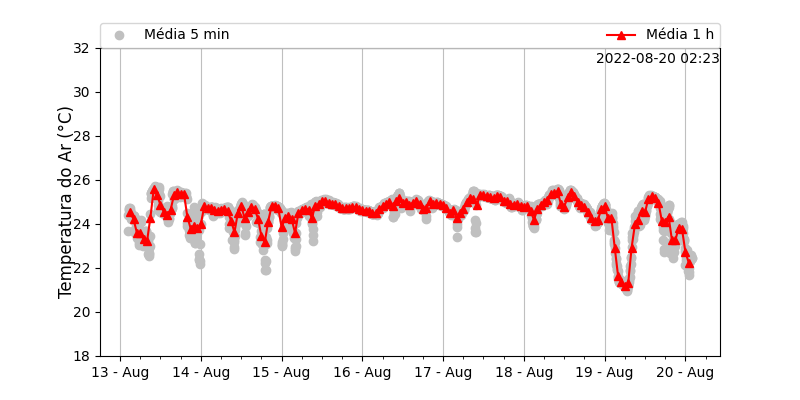 Média 5 min
Média 1 h
2022-08-20 02:23
Temperatura do Ar (°C)
32
30
28
26
24
22
20
18
13 - Aug
14 - Aug
15 - Aug
16 - Aug
17 - Aug
18 - Aug
19 - Aug
20 - Aug